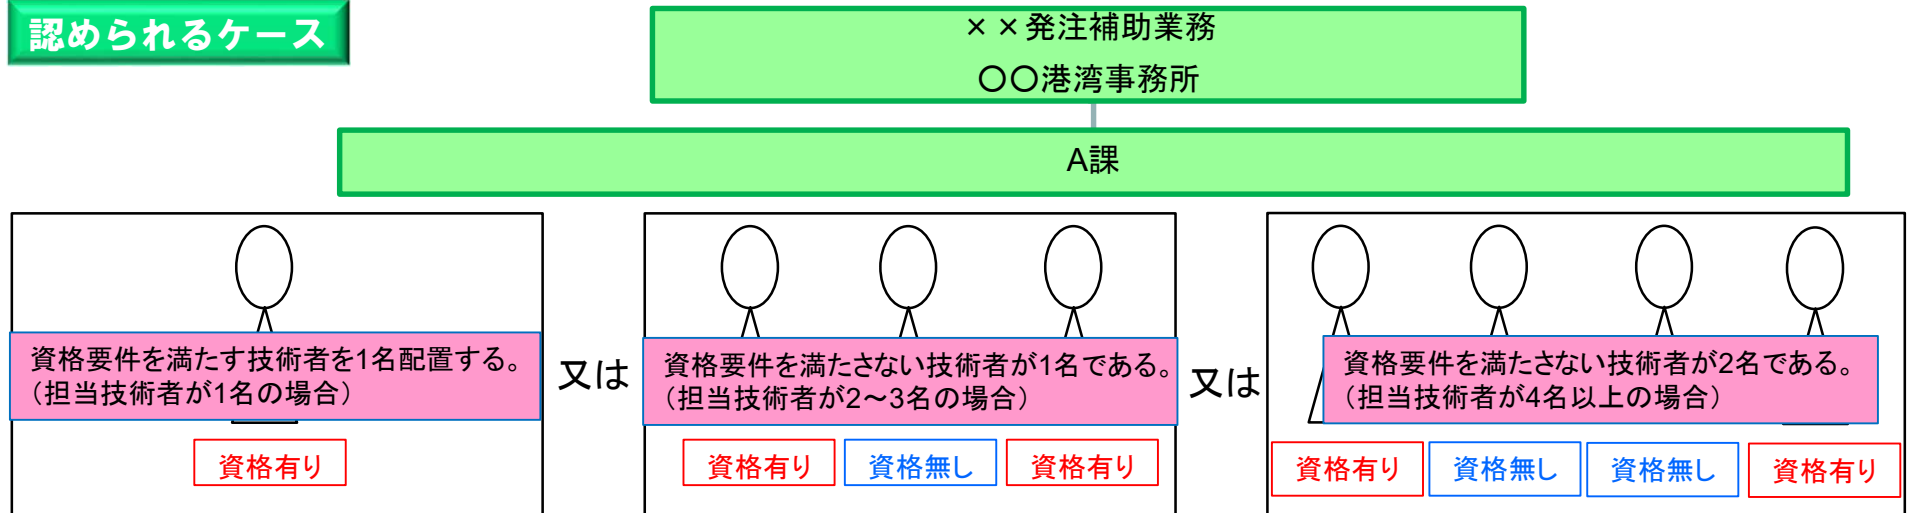 認められるケース
××発注補助業務
〇〇港湾事務所
A課
資格要件を満たす技術者を1名配置する。
（担当技術者が1名の場合）
資格有り
又は
資格要件を満たさない技術者が1名である。
（担当技術者が2～3名の場合）
資格有り
資格無し
資格有り
又は
資格要件を満たさない技術者が2名である。
（担当技術者が4名以上の場合）
資格有り
資格無し
資格無し
資格有り